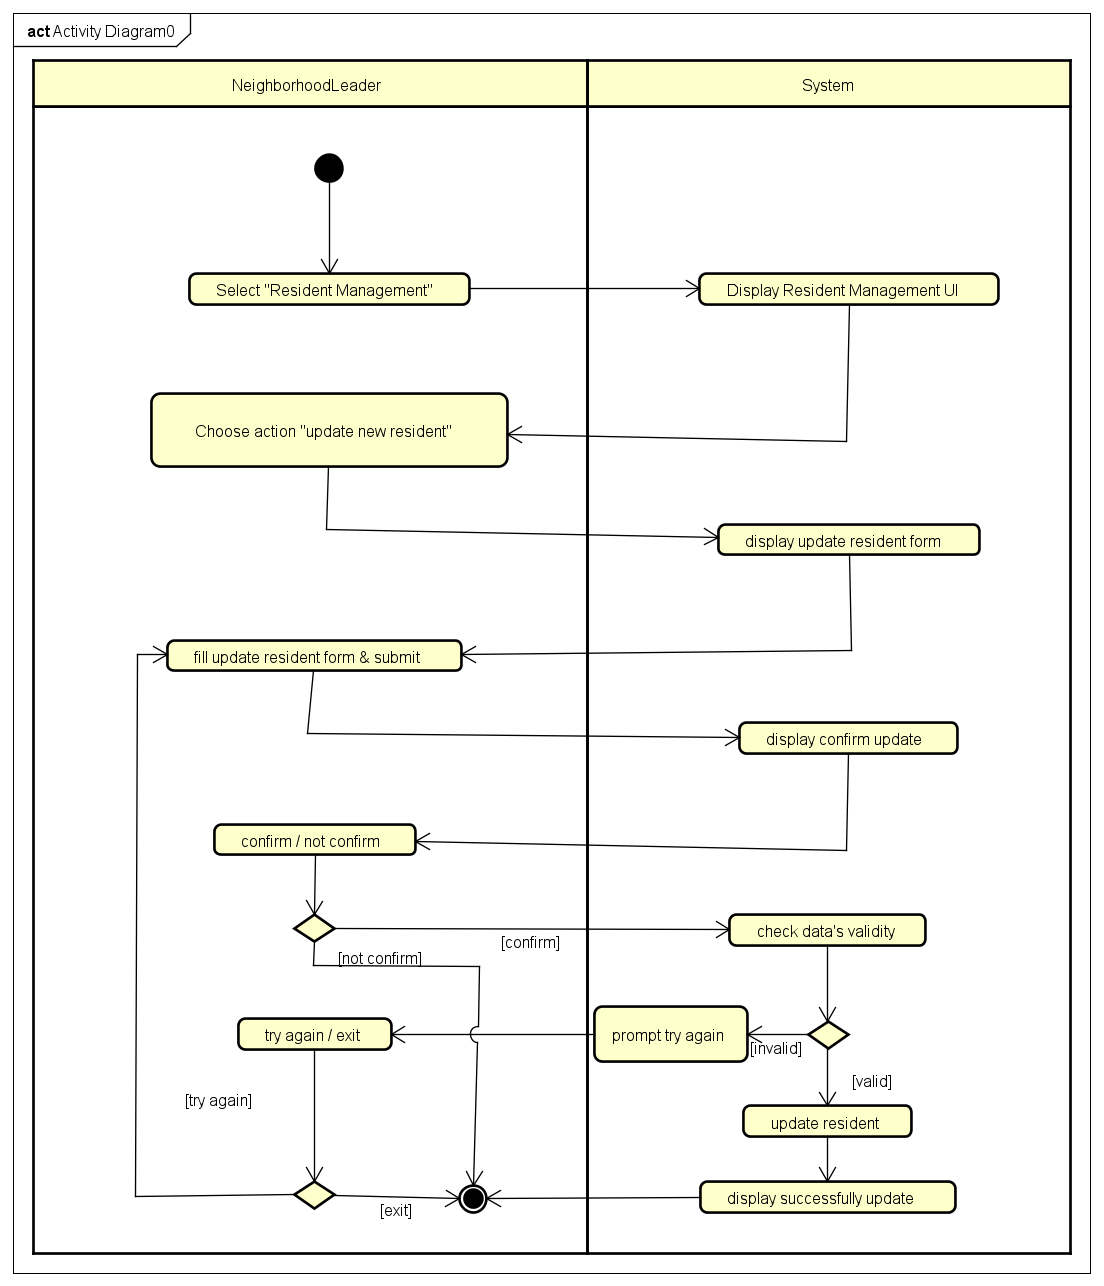 act Activity Diagram0
NeighborhoodLeader
System
Select "Resident Management"
Display Resident Management UI
Choose action "update new resident"
display update resident form
fill update resident form & submit
display confirm update
confirm / not confirm
check data's validity
[confirm]
[not confirm]
try again / exit
prompt try again
[invalid]
[valid]
[try again]
update resident
display successfully update
[exit]